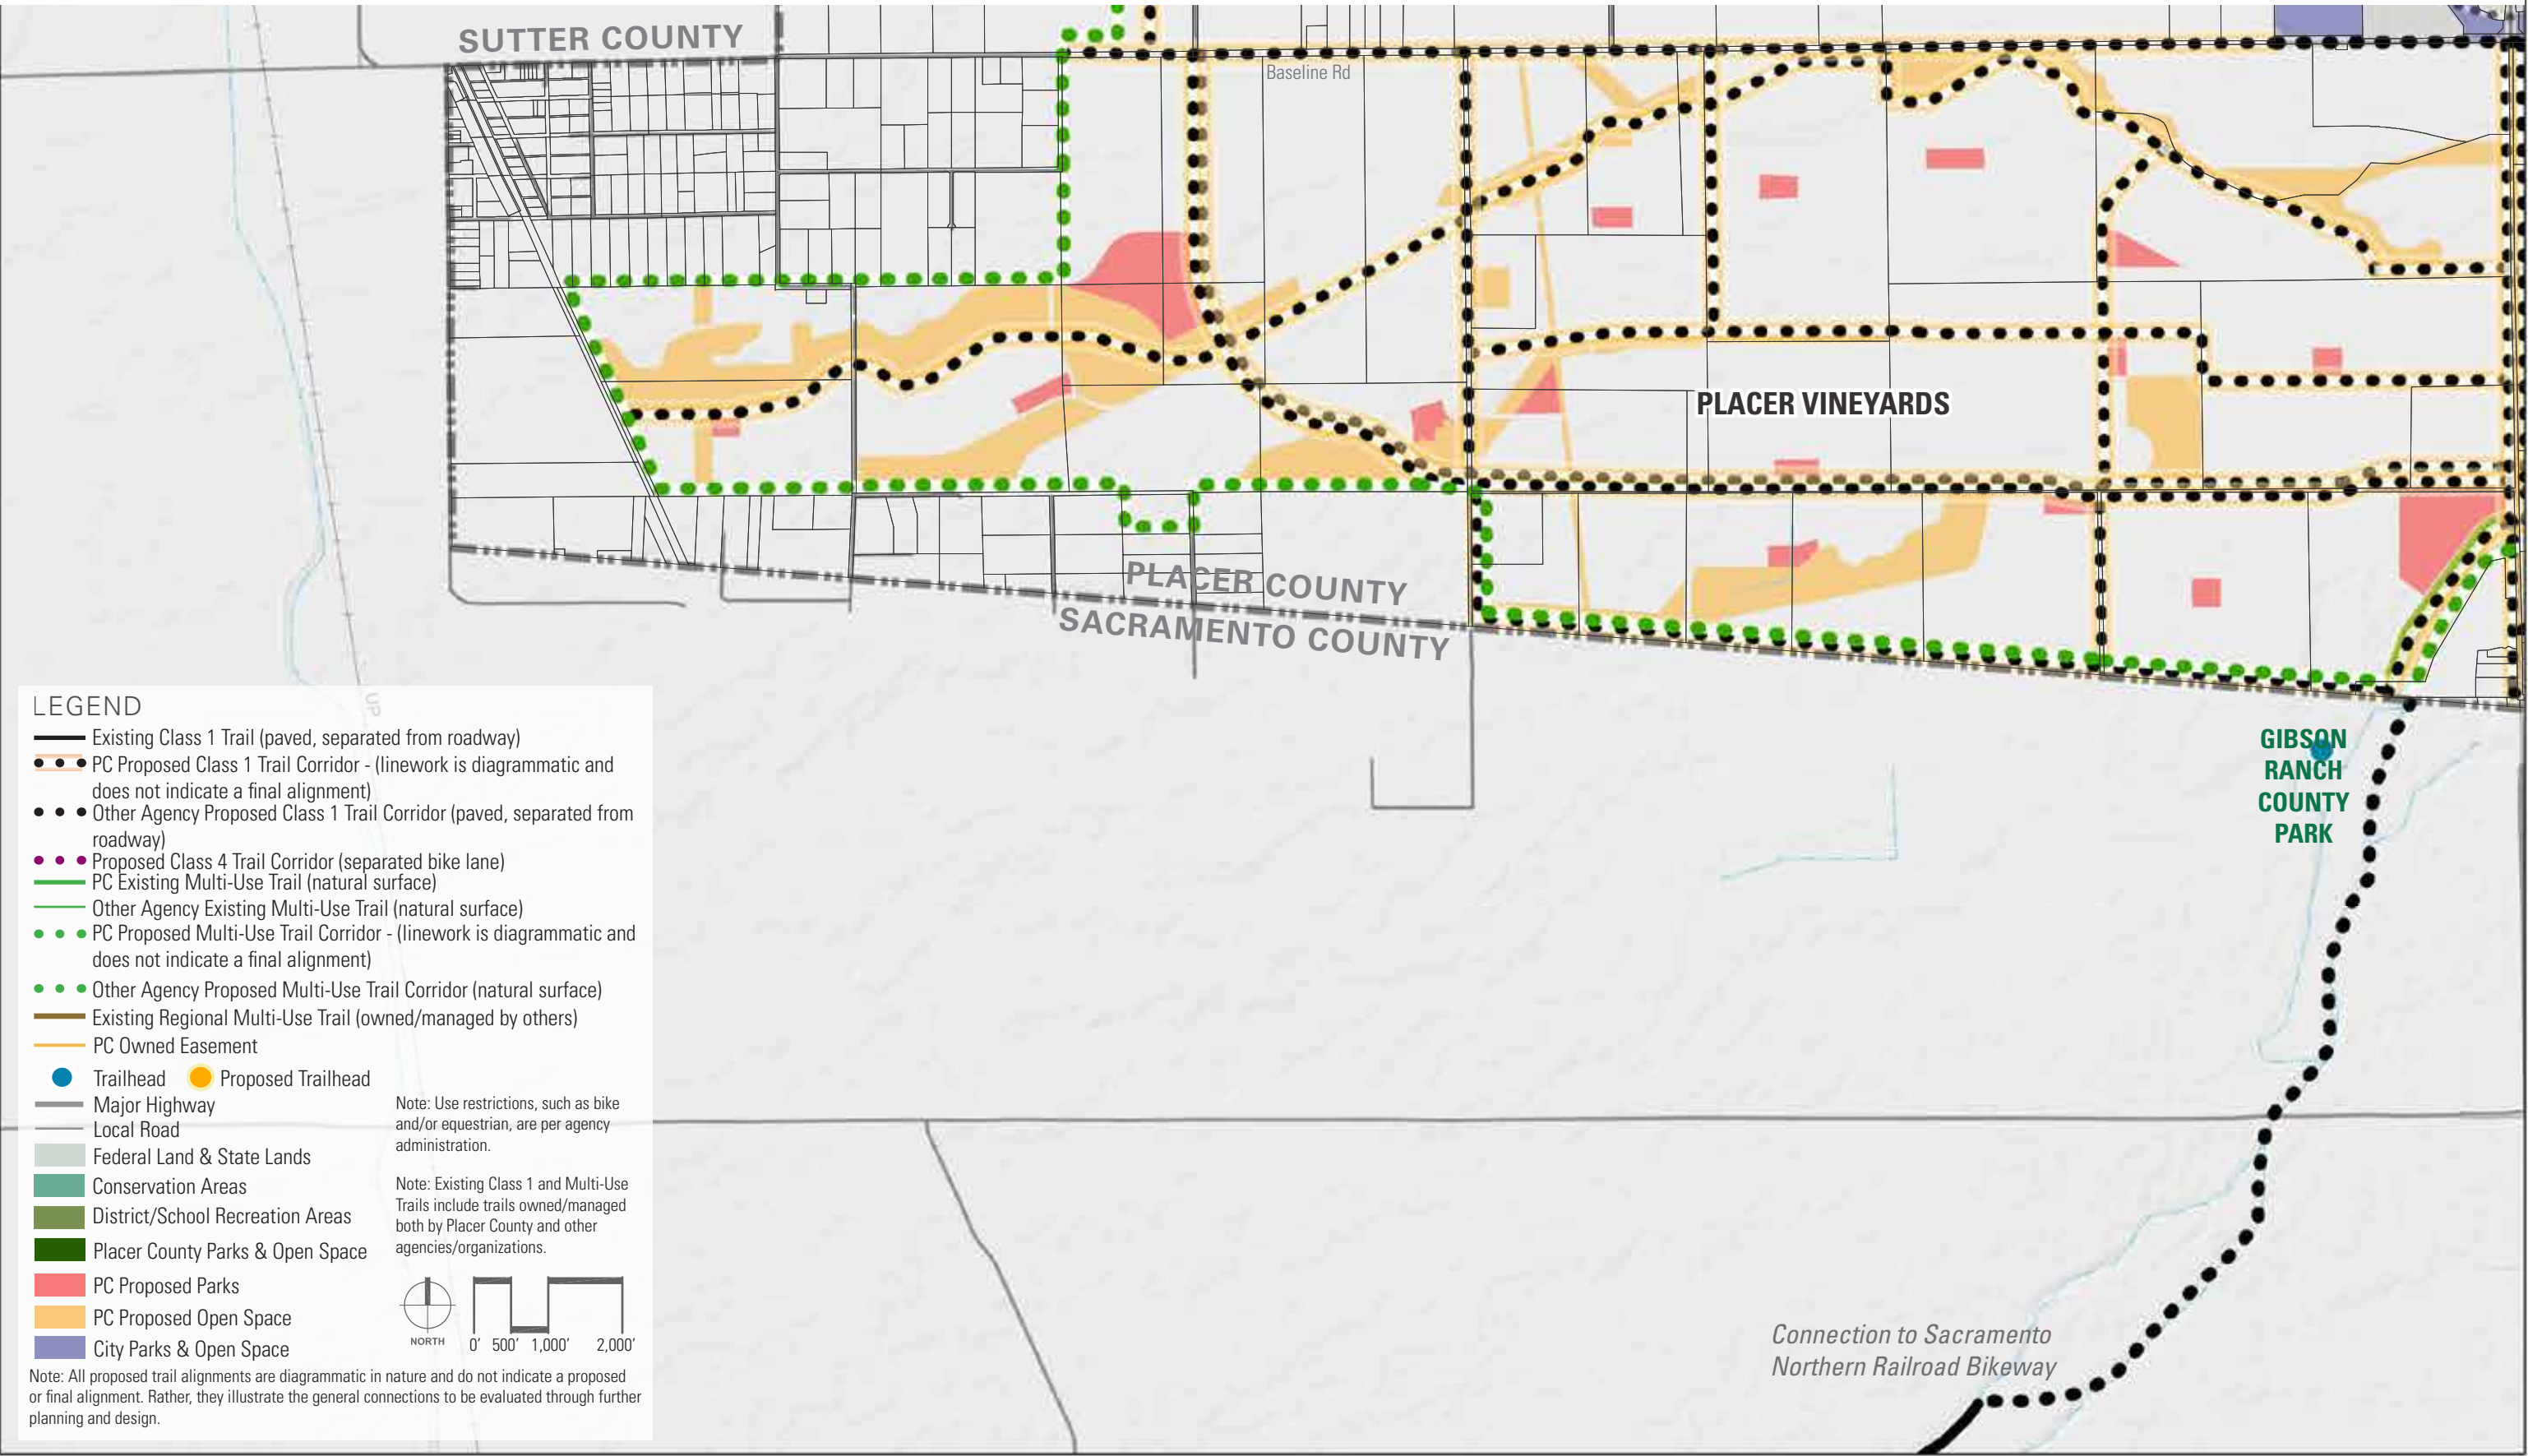 SUTTER COUNTY
Baseline Rd
PLACER VINEYARDS
PLACER COUNTY
SACRAMENTO COUNTY
GIBSON
RANCH
COUNTY
PARK
UP
LEGEND
Existing Class 1 Trail (paved, separated from roadway)
PC Proposed Class 1 Trail Corridor - (linework is diagrammatic and
does not indicate a final alignment)
Other Agency Proposed Class 1 Trail Corridor (paved, separated from
roadway)
Proposed Class 4 Trail Corridor (separated bike lane)
PC Existing Multi-Use Trail (natural surface)
Other Agency Existing Multi-Use Trail (natural surface)
PC Proposed Multi-Use Trail Corridor - (linework is diagrammatic and
does not indicate a final alignment)
Other Agency Proposed Multi-Use Trail Corridor (natural surface)
Existing Regional Multi-Use Trail (owned/managed by others)
PC Owned Easement
Trailhead Proposed Trailhead
Major Highway
Local Road
Federal Land & State Lands
Conservation Areas
District/School Recreation Areas
Placer County Parks & Open Space
PC Proposed Parks
PC Proposed Open Space
City Parks & Open Space
Note: Use restrictions, such as bike
and/or equestrian, are per agency
administration.
Note: Existing Class 1 and Multi-Use
Trails include trails owned/managed
both by Placer County and other
agencies/organizations.
NORTH
0' 500' 1,000' 2,000'
Note: All proposed trail alignments are diagrammatic in nature and do not indicate a proposed
or final alignment. Rather, they illustrate the general connections to be evaluated through further
planning and design.
Connection to Sacramento
Northern Railroad Bikeway